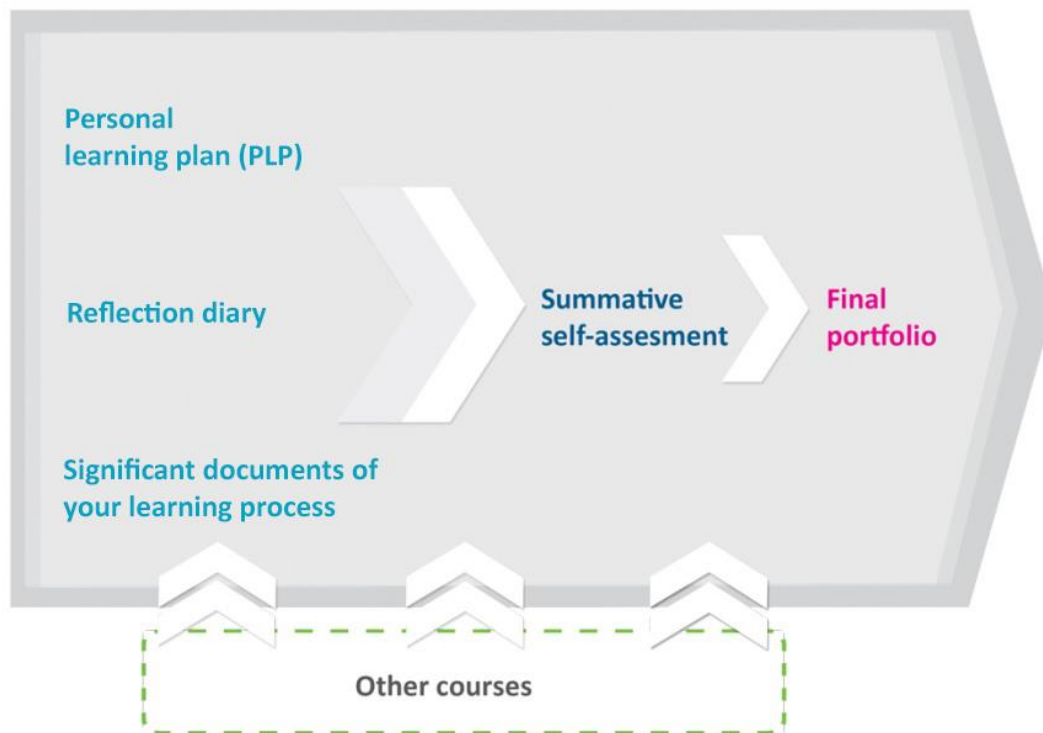 Personal
learning plan (PLP)
Reflection diary
Summative
self-assesment
Final
portfolio
Significant documents of
your learning process
Other courses